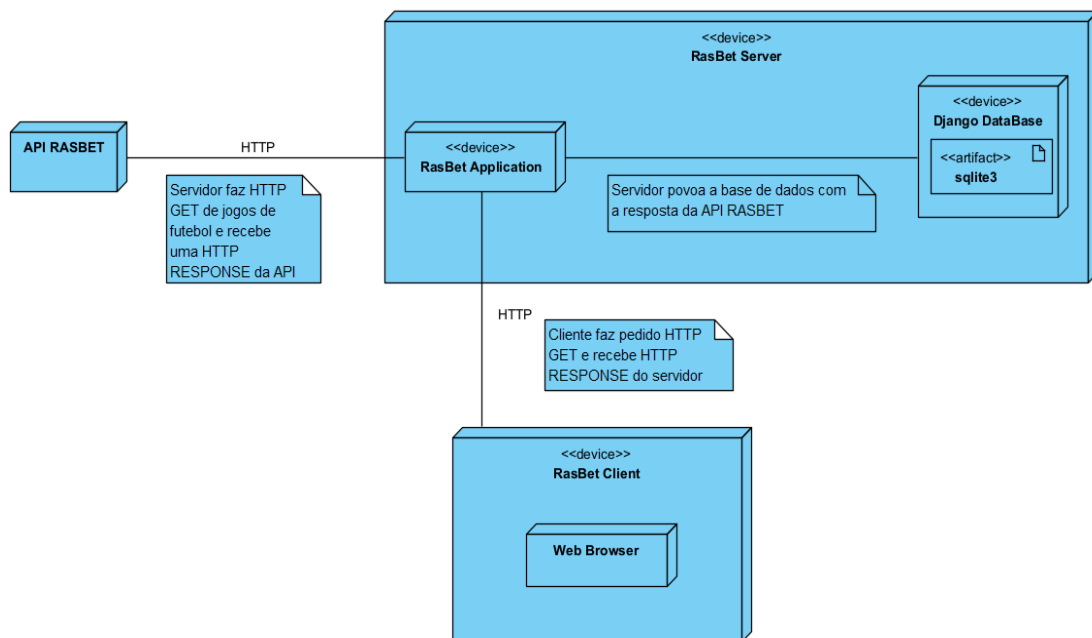 <<device>>
RasBet Server
<<device>>
Django DataBase
<<artifact>>
sqlite3
API RASBET
HTTP
<<device>>
RasBet Application
Servidor faz HTTP
GET de jogos de
futebol e recebe
uma HTTP
RESPONSE da API
Servidor povoa a base de dados com
a resposta da API RASBET
HTTP
Cliente faz pedido HTTP
GET e recebe HTTP
RESPONSE do servidor
<<device>>
RasBet Client
Web Browser